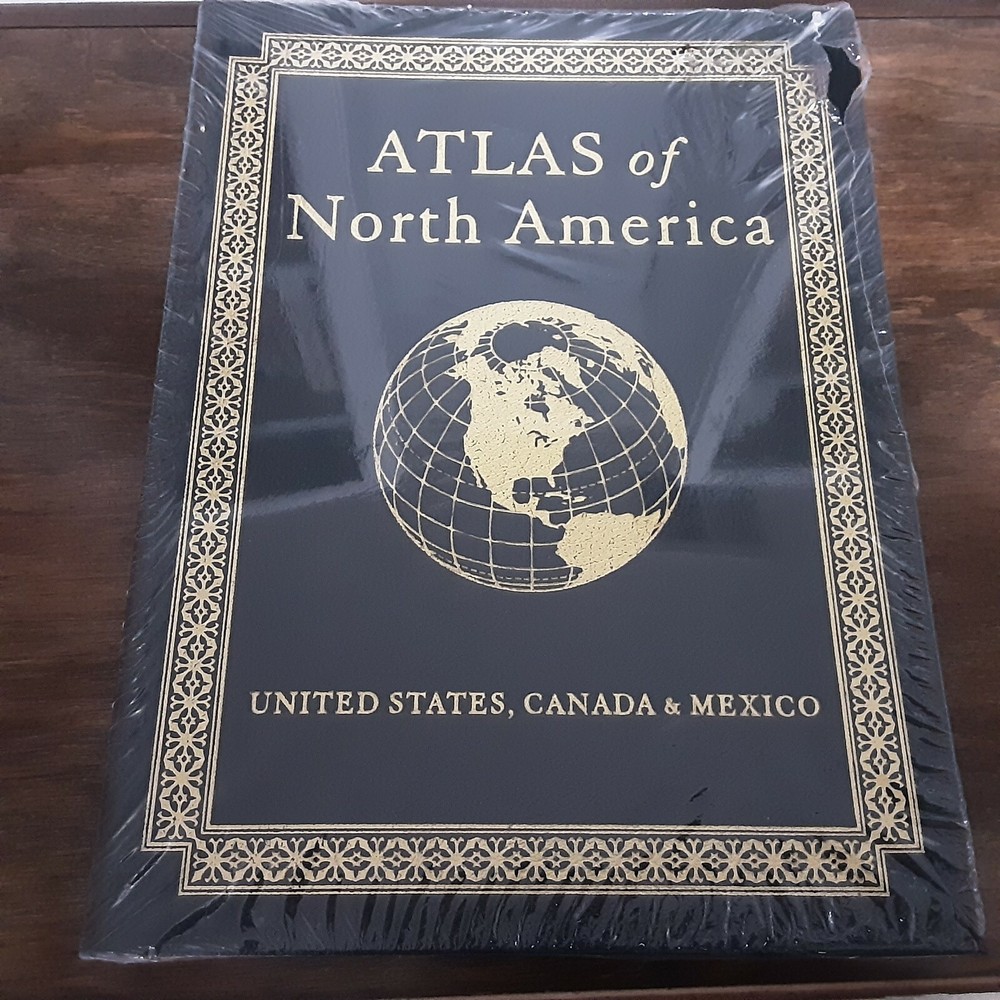 ATLAS of
North America
UNITED STATES, CANADA & MEXICO